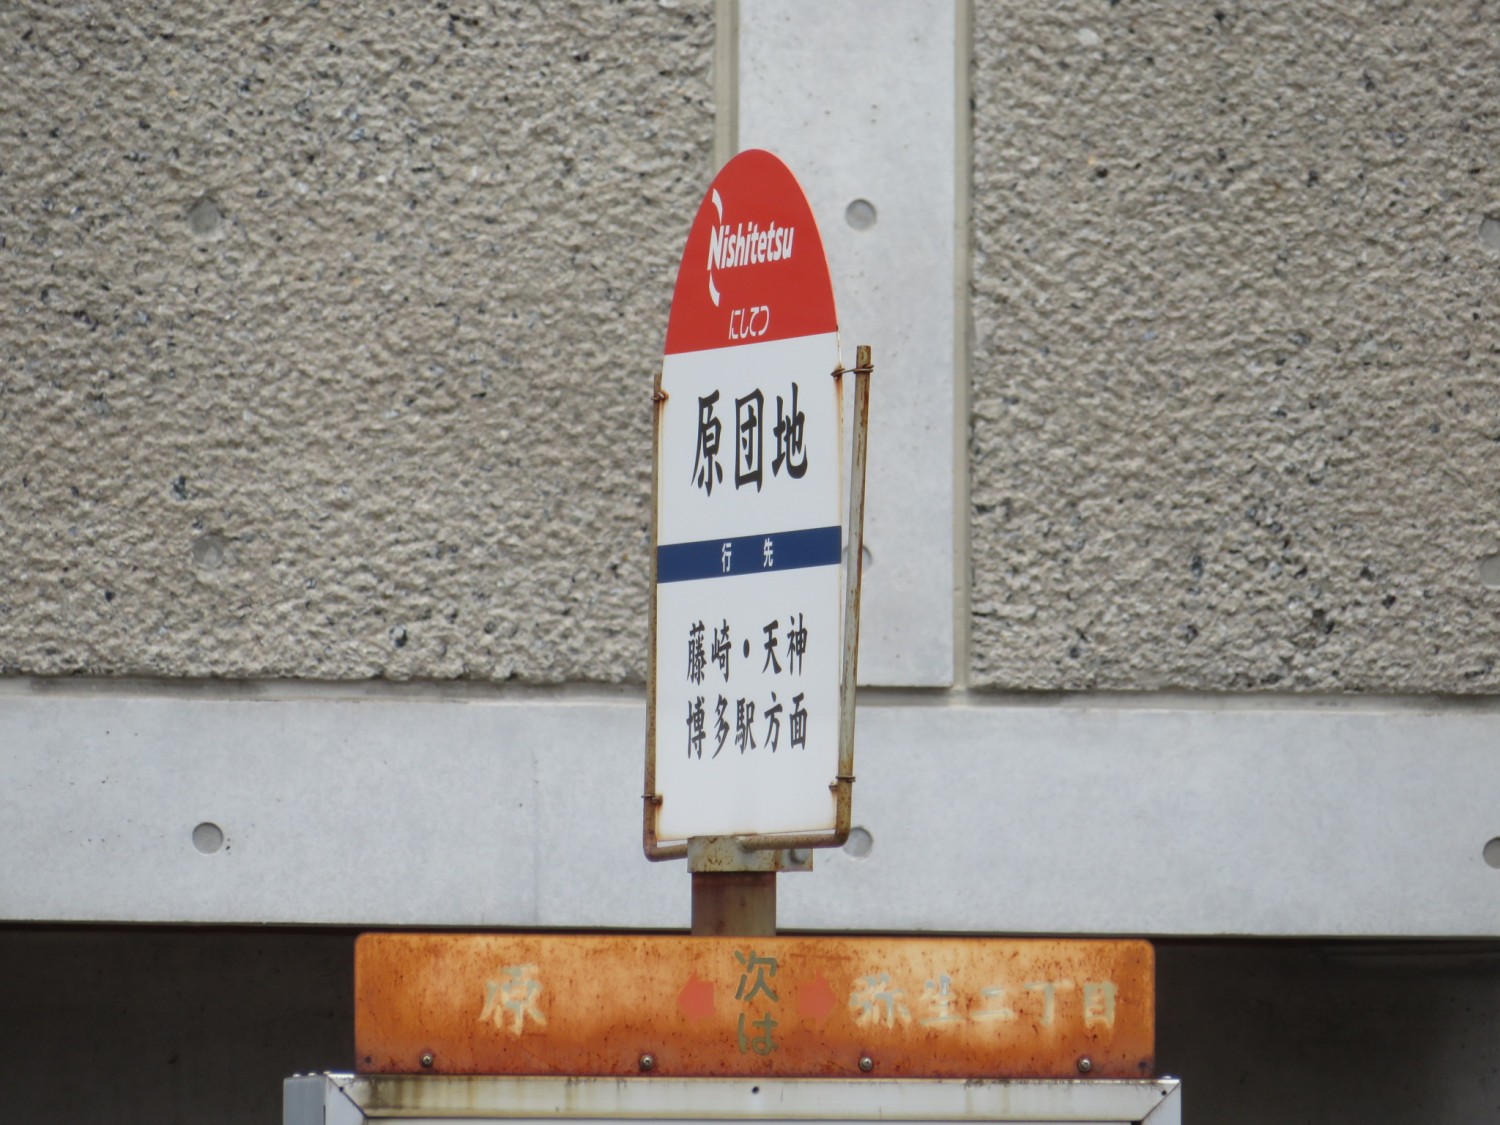 Nishitetsu
にしてつ
原団地
行先
藤崎・天神
博多駅方面
原 次は 弥生二丁目